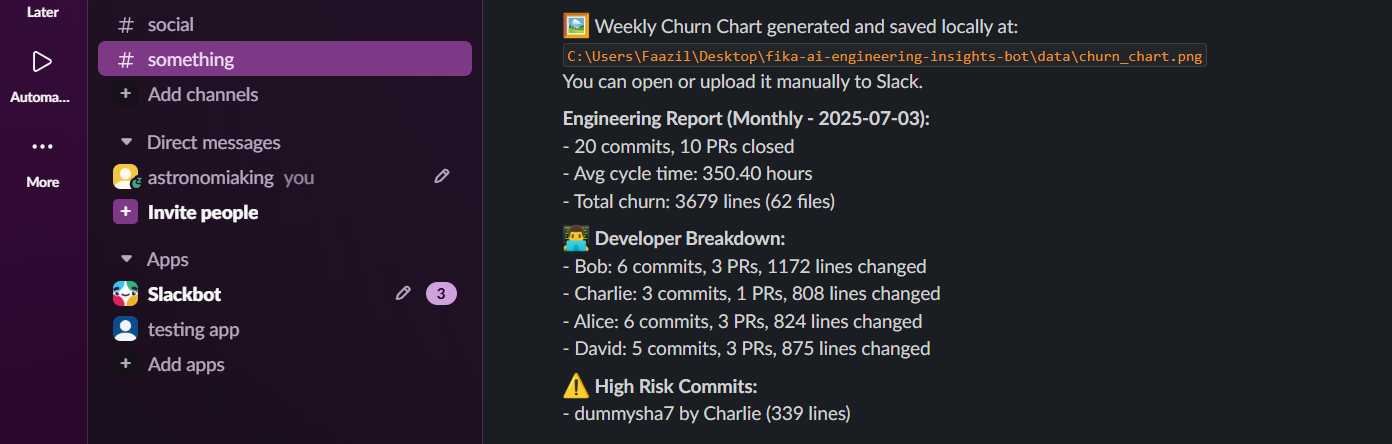 Later
Automa...
More
# social
# something
+ Add channels
Direct messages
astronomiaking you
+ Invite people
Apps
Slackbot 3
testing app
+ Add apps
Weekly Churn Chart generated and saved locally at:
C:\Users\Faazil\Desktop\fika-ai-engineering-insights-bot\data\churn_chart.png
You can open or upload it manually to Slack.
Engineering Report (Monthly - 2025-07-03):
- 20 commits, 10 PRs closed
- Avg cycle time: 350.40 hours
- Total churn: 3679 lines (62 files)
Developer Breakdown:
- Bob: 6 commits, 3 PRs, 1172 lines changed
- Charlie: 3 commits, 1 PRs, 808 lines changed
- Alice: 6 commits, 3 PRs, 824 lines changed
- David: 5 commits, 3 PRs, 875 lines changed
High Risk Commits:
- dummysha7 by Charlie (339 lines)